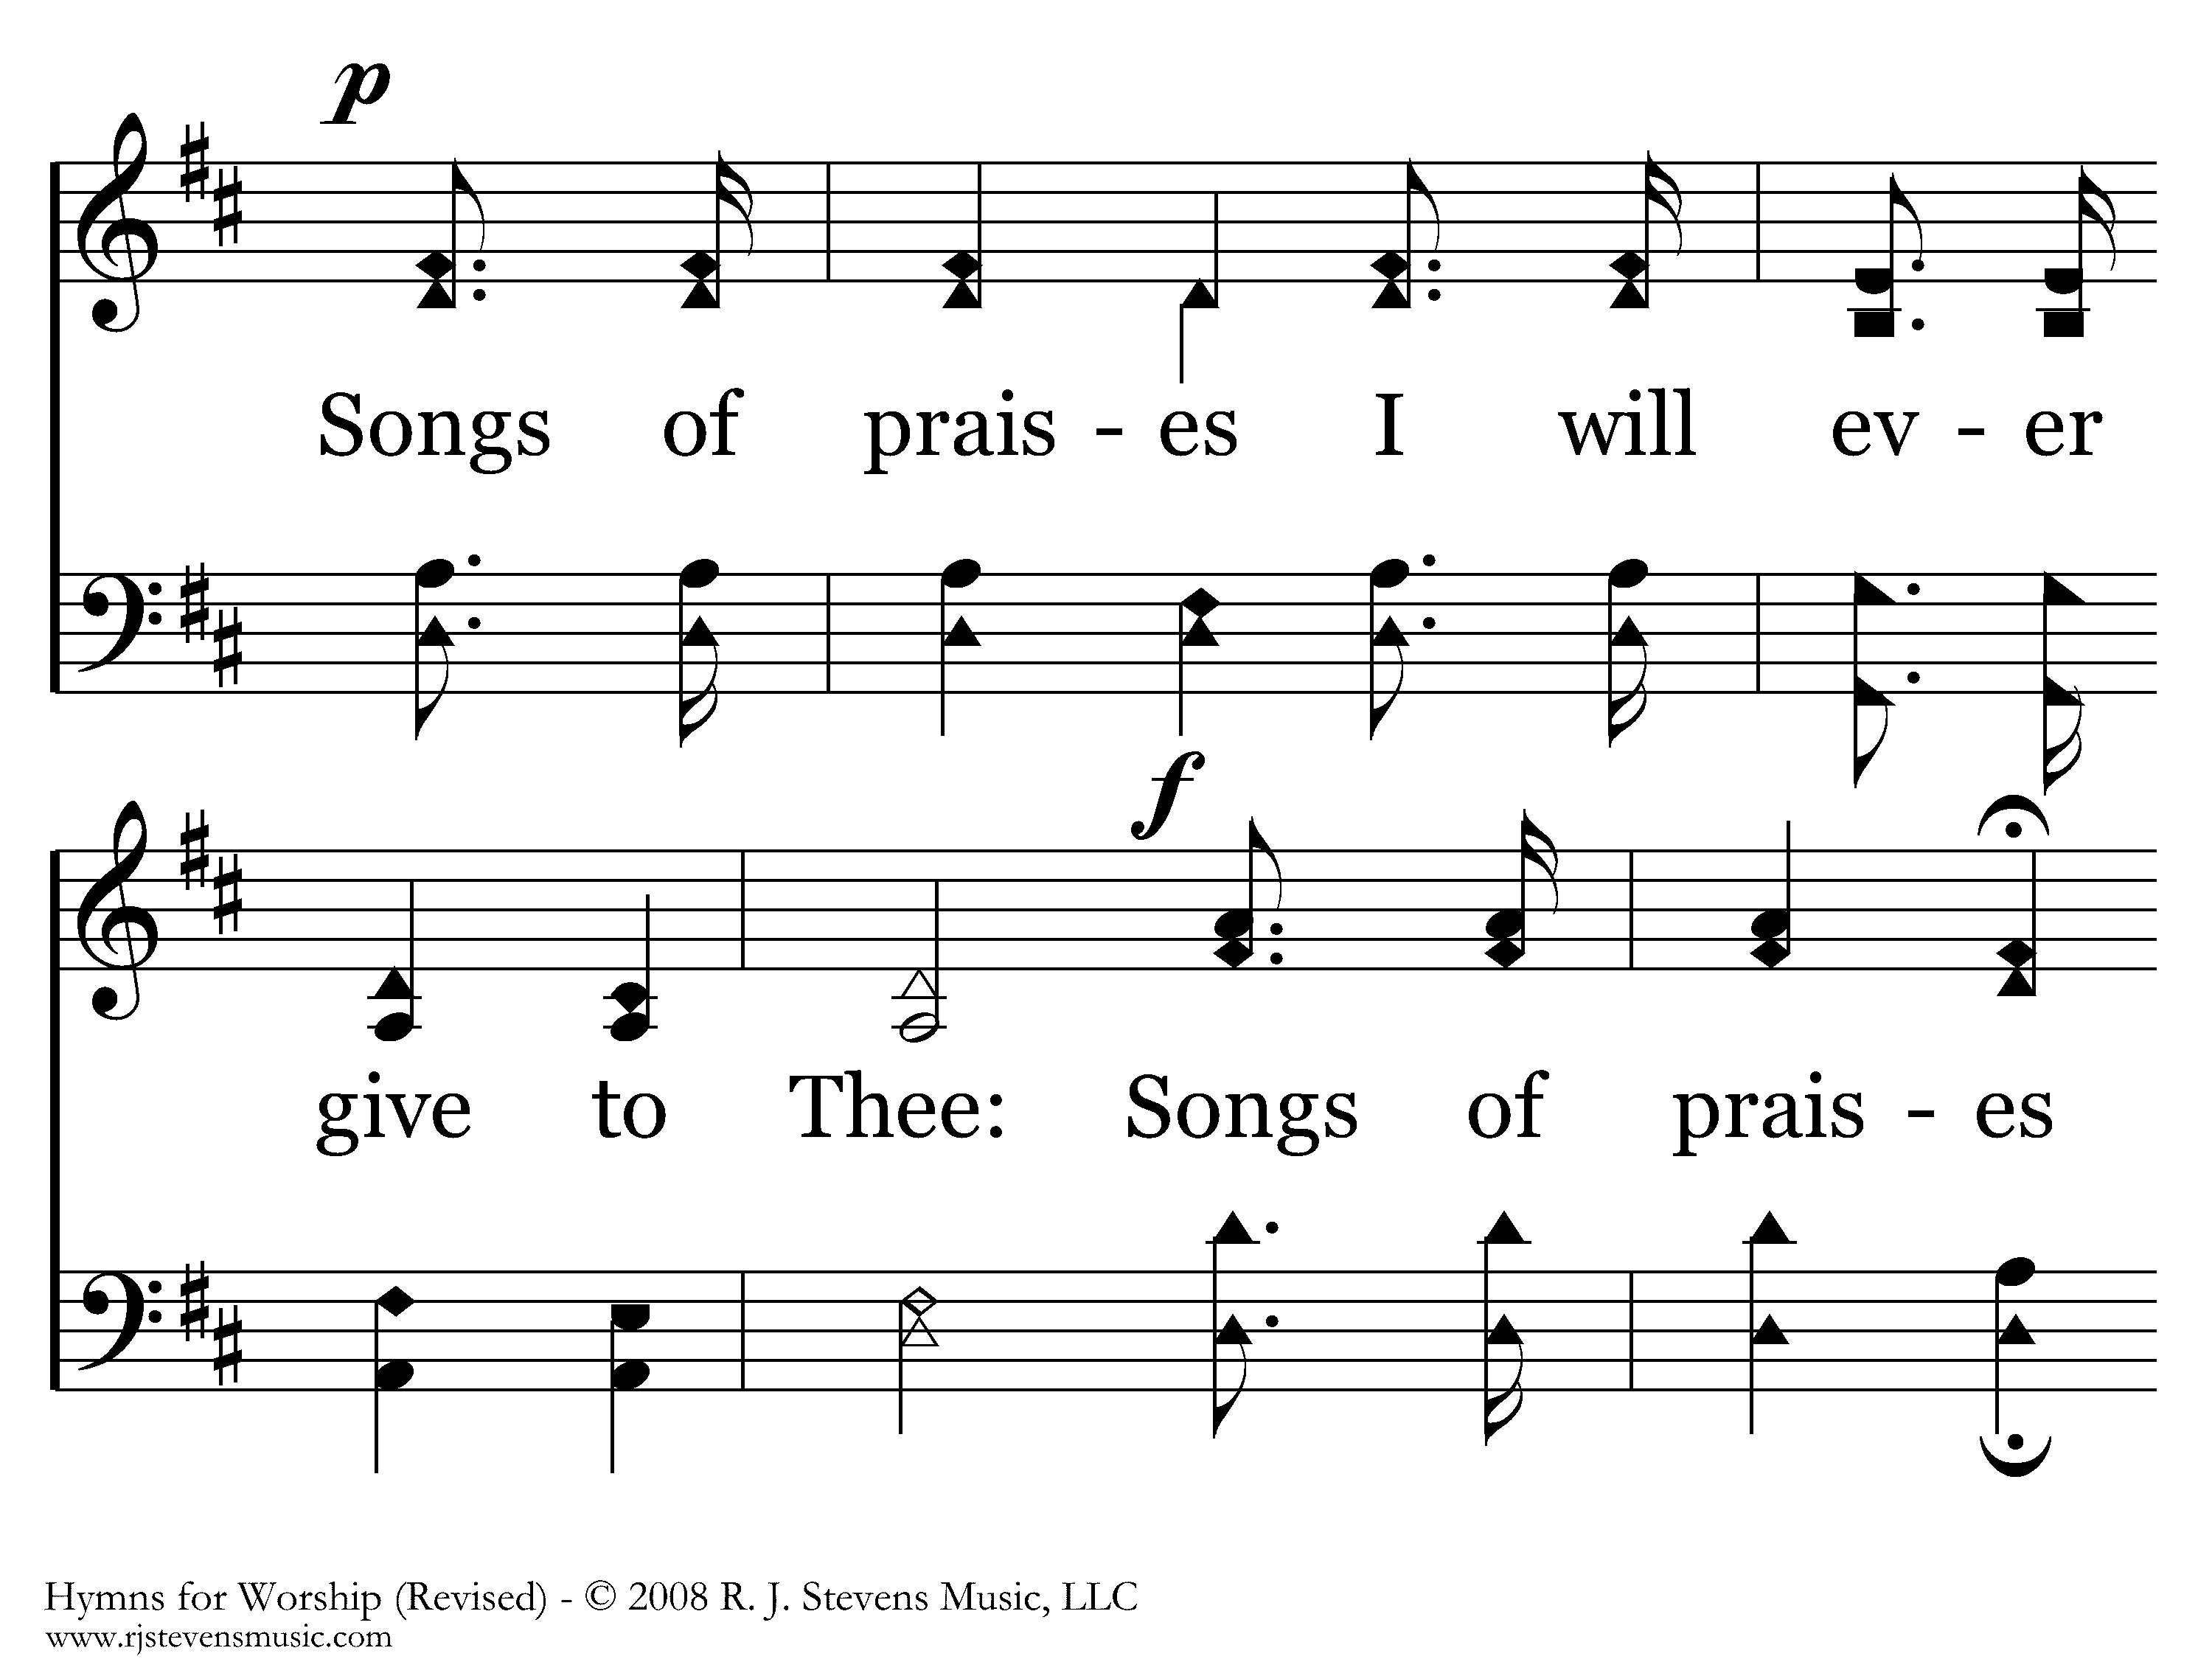 p
Songs of prais - es I will ev - er
f
give to Thee: Songs of prais - es
Hymns for Worship (Revised) - © 2008 R. J. Stevens Music, LLC
www.rjstevensmusic.com